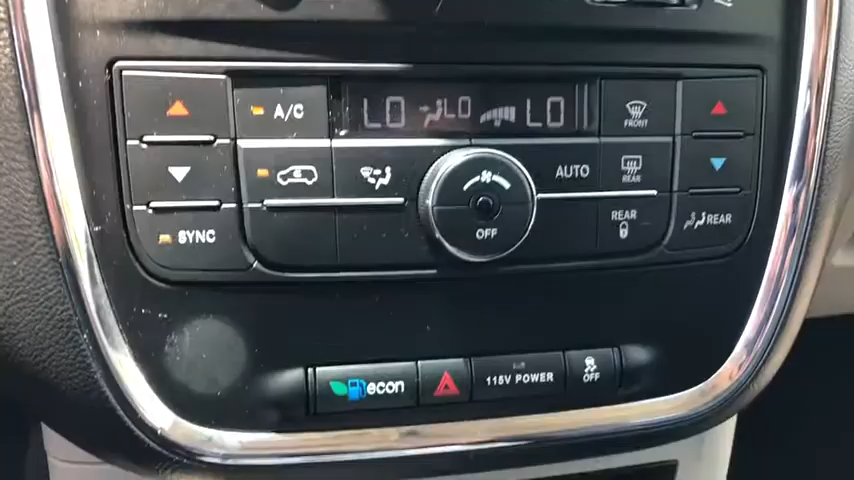 A/C
LO
LO
LO
FRONT
AUTO
REAR
SYNC
OFF
REAR
REAR
econ
115V POWER
OFF